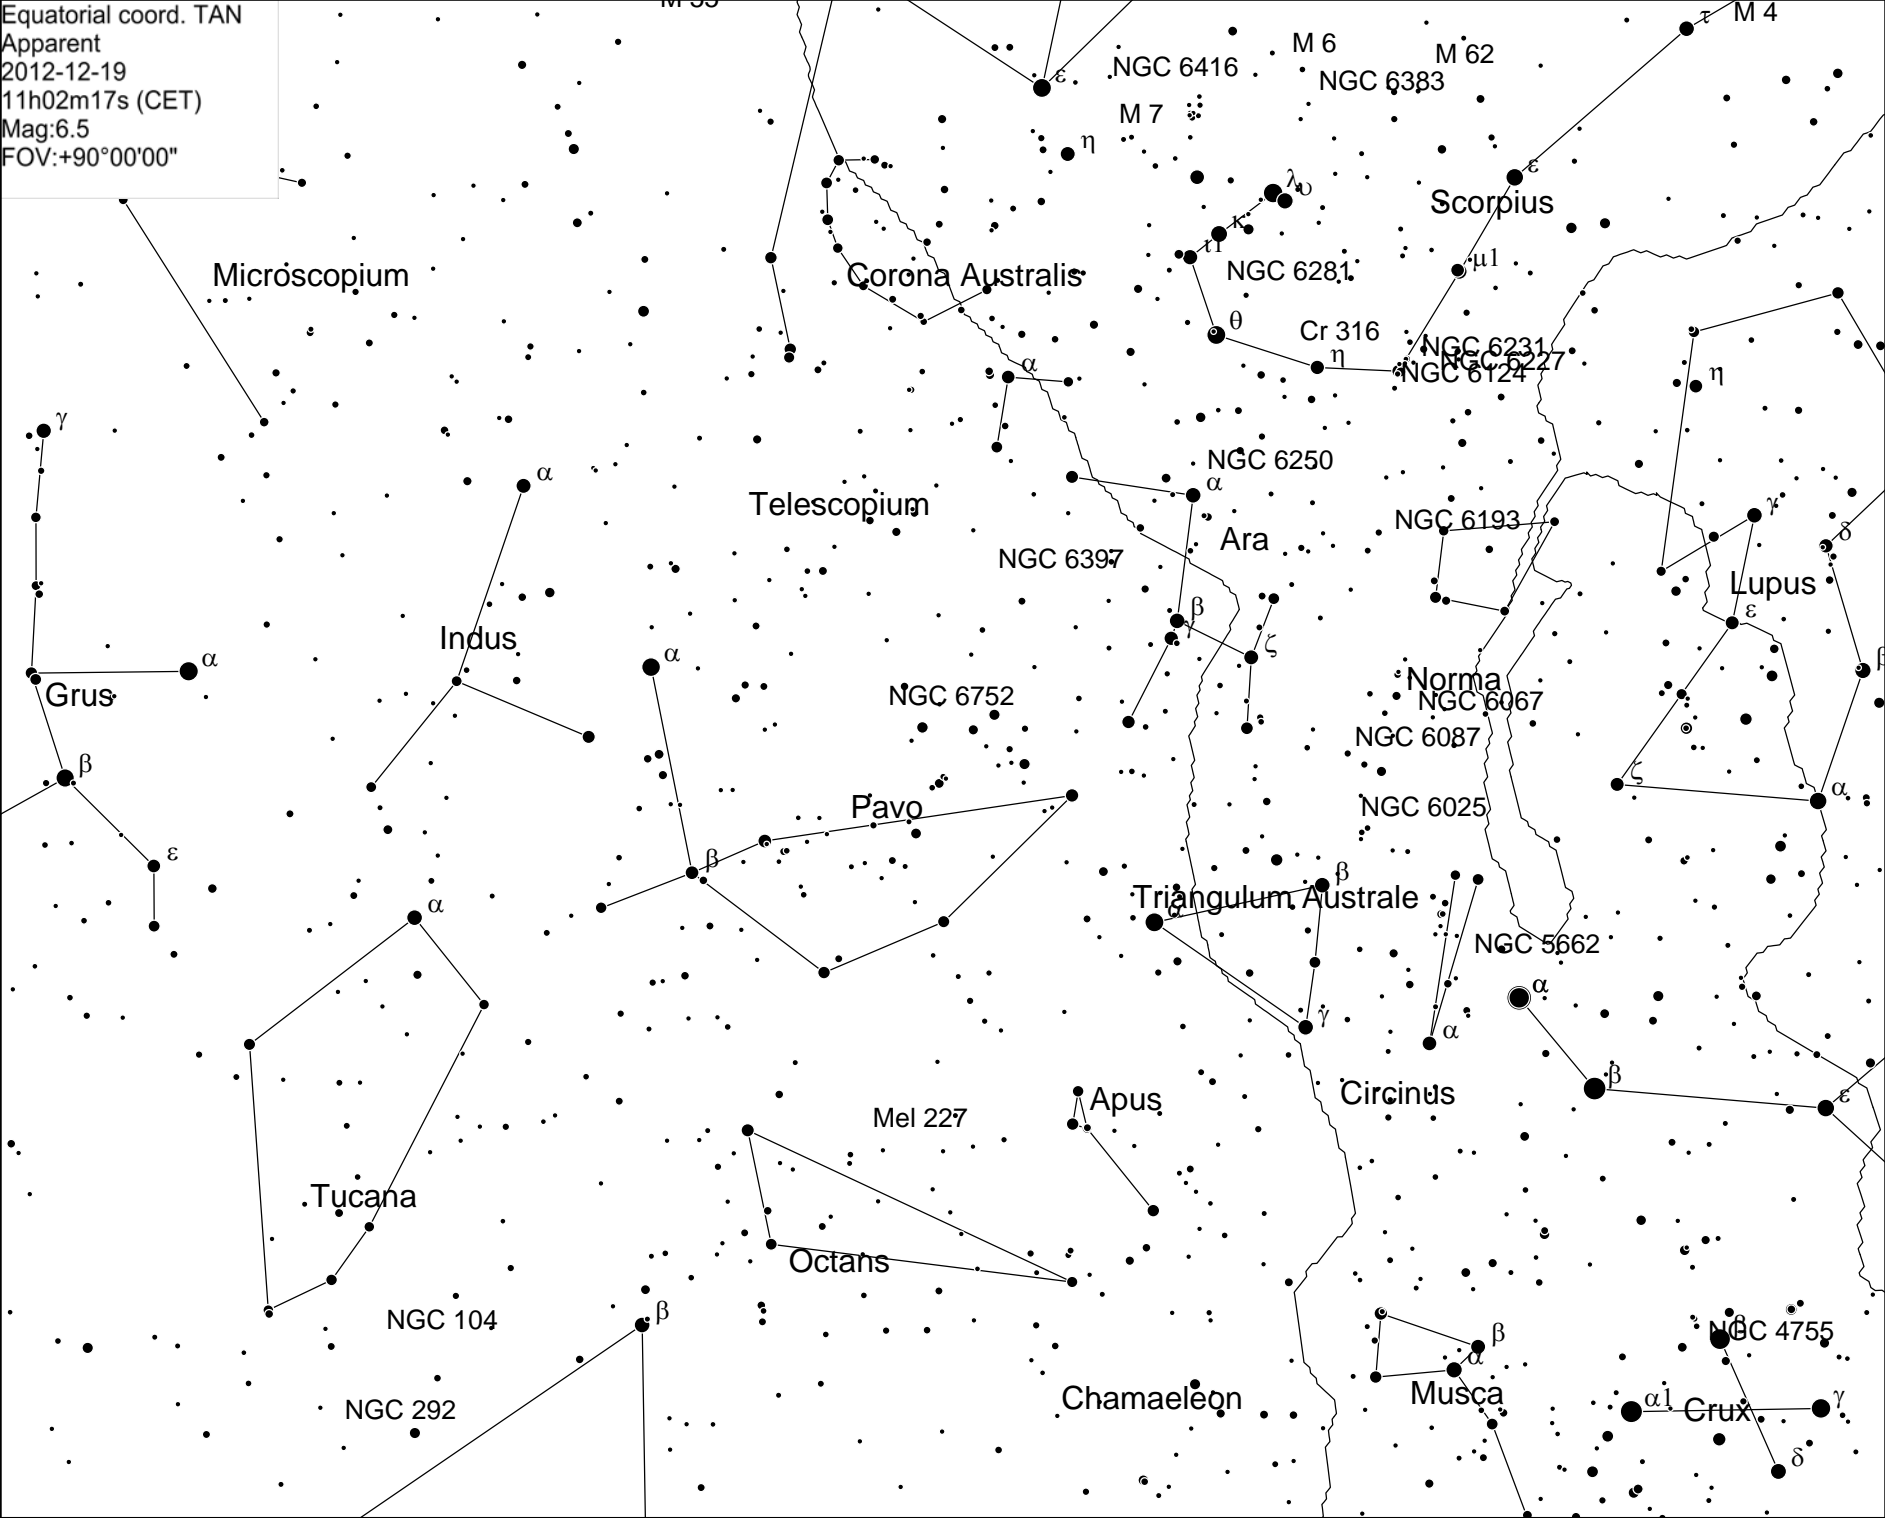 Equatorial coord. TAN
Apparent
2012-12-19
11h02m17s (CET)
Mag:6.5
FOV:+90°00'00"
τ M 4
M 6
M 62
ε NGC 6416
NGC 6383
M 7
η
λ υ
ε
Scorpius
κ
ι1
μ1
Microscopium
Corona Australis
NGC 6281
θ
Cr 316
η
NGC 6231
NGC 6227
NGC 6124
α
η
γ
α
NGC 6250
α
Telescopium
NGC 6193
γ
δ
Ara
NGC 6397
Lupus
β
γ
ε
Indus
ζ
α
α
β
Grus
NGC 6752
Norma
NGC 6067
NGC 6087
β
ζ
α
Pavo
NGC 6025
ε
β
β
α
Triangulum Australe
α
NGC 5662
α
γ
α
Circinus
β
ε
Apus
Mel 227
Tucana
Octans
NGC 104
β
β
α
β
NGC 4755
NGC 292
Chamaeleon
Musca
α1
Crux
γ
δ